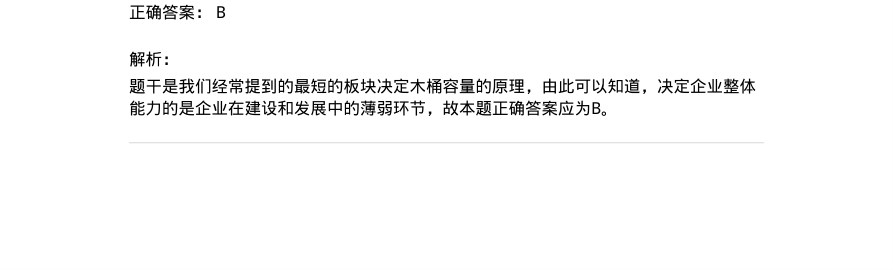 正确答案： B
解析：
题干是我们经常提到的最短的板块决定木桶容量的原理，由此可以知道，决定企业整体
能力的是企业在建设和发展中的薄弱环节，故本题正确答案应为B。